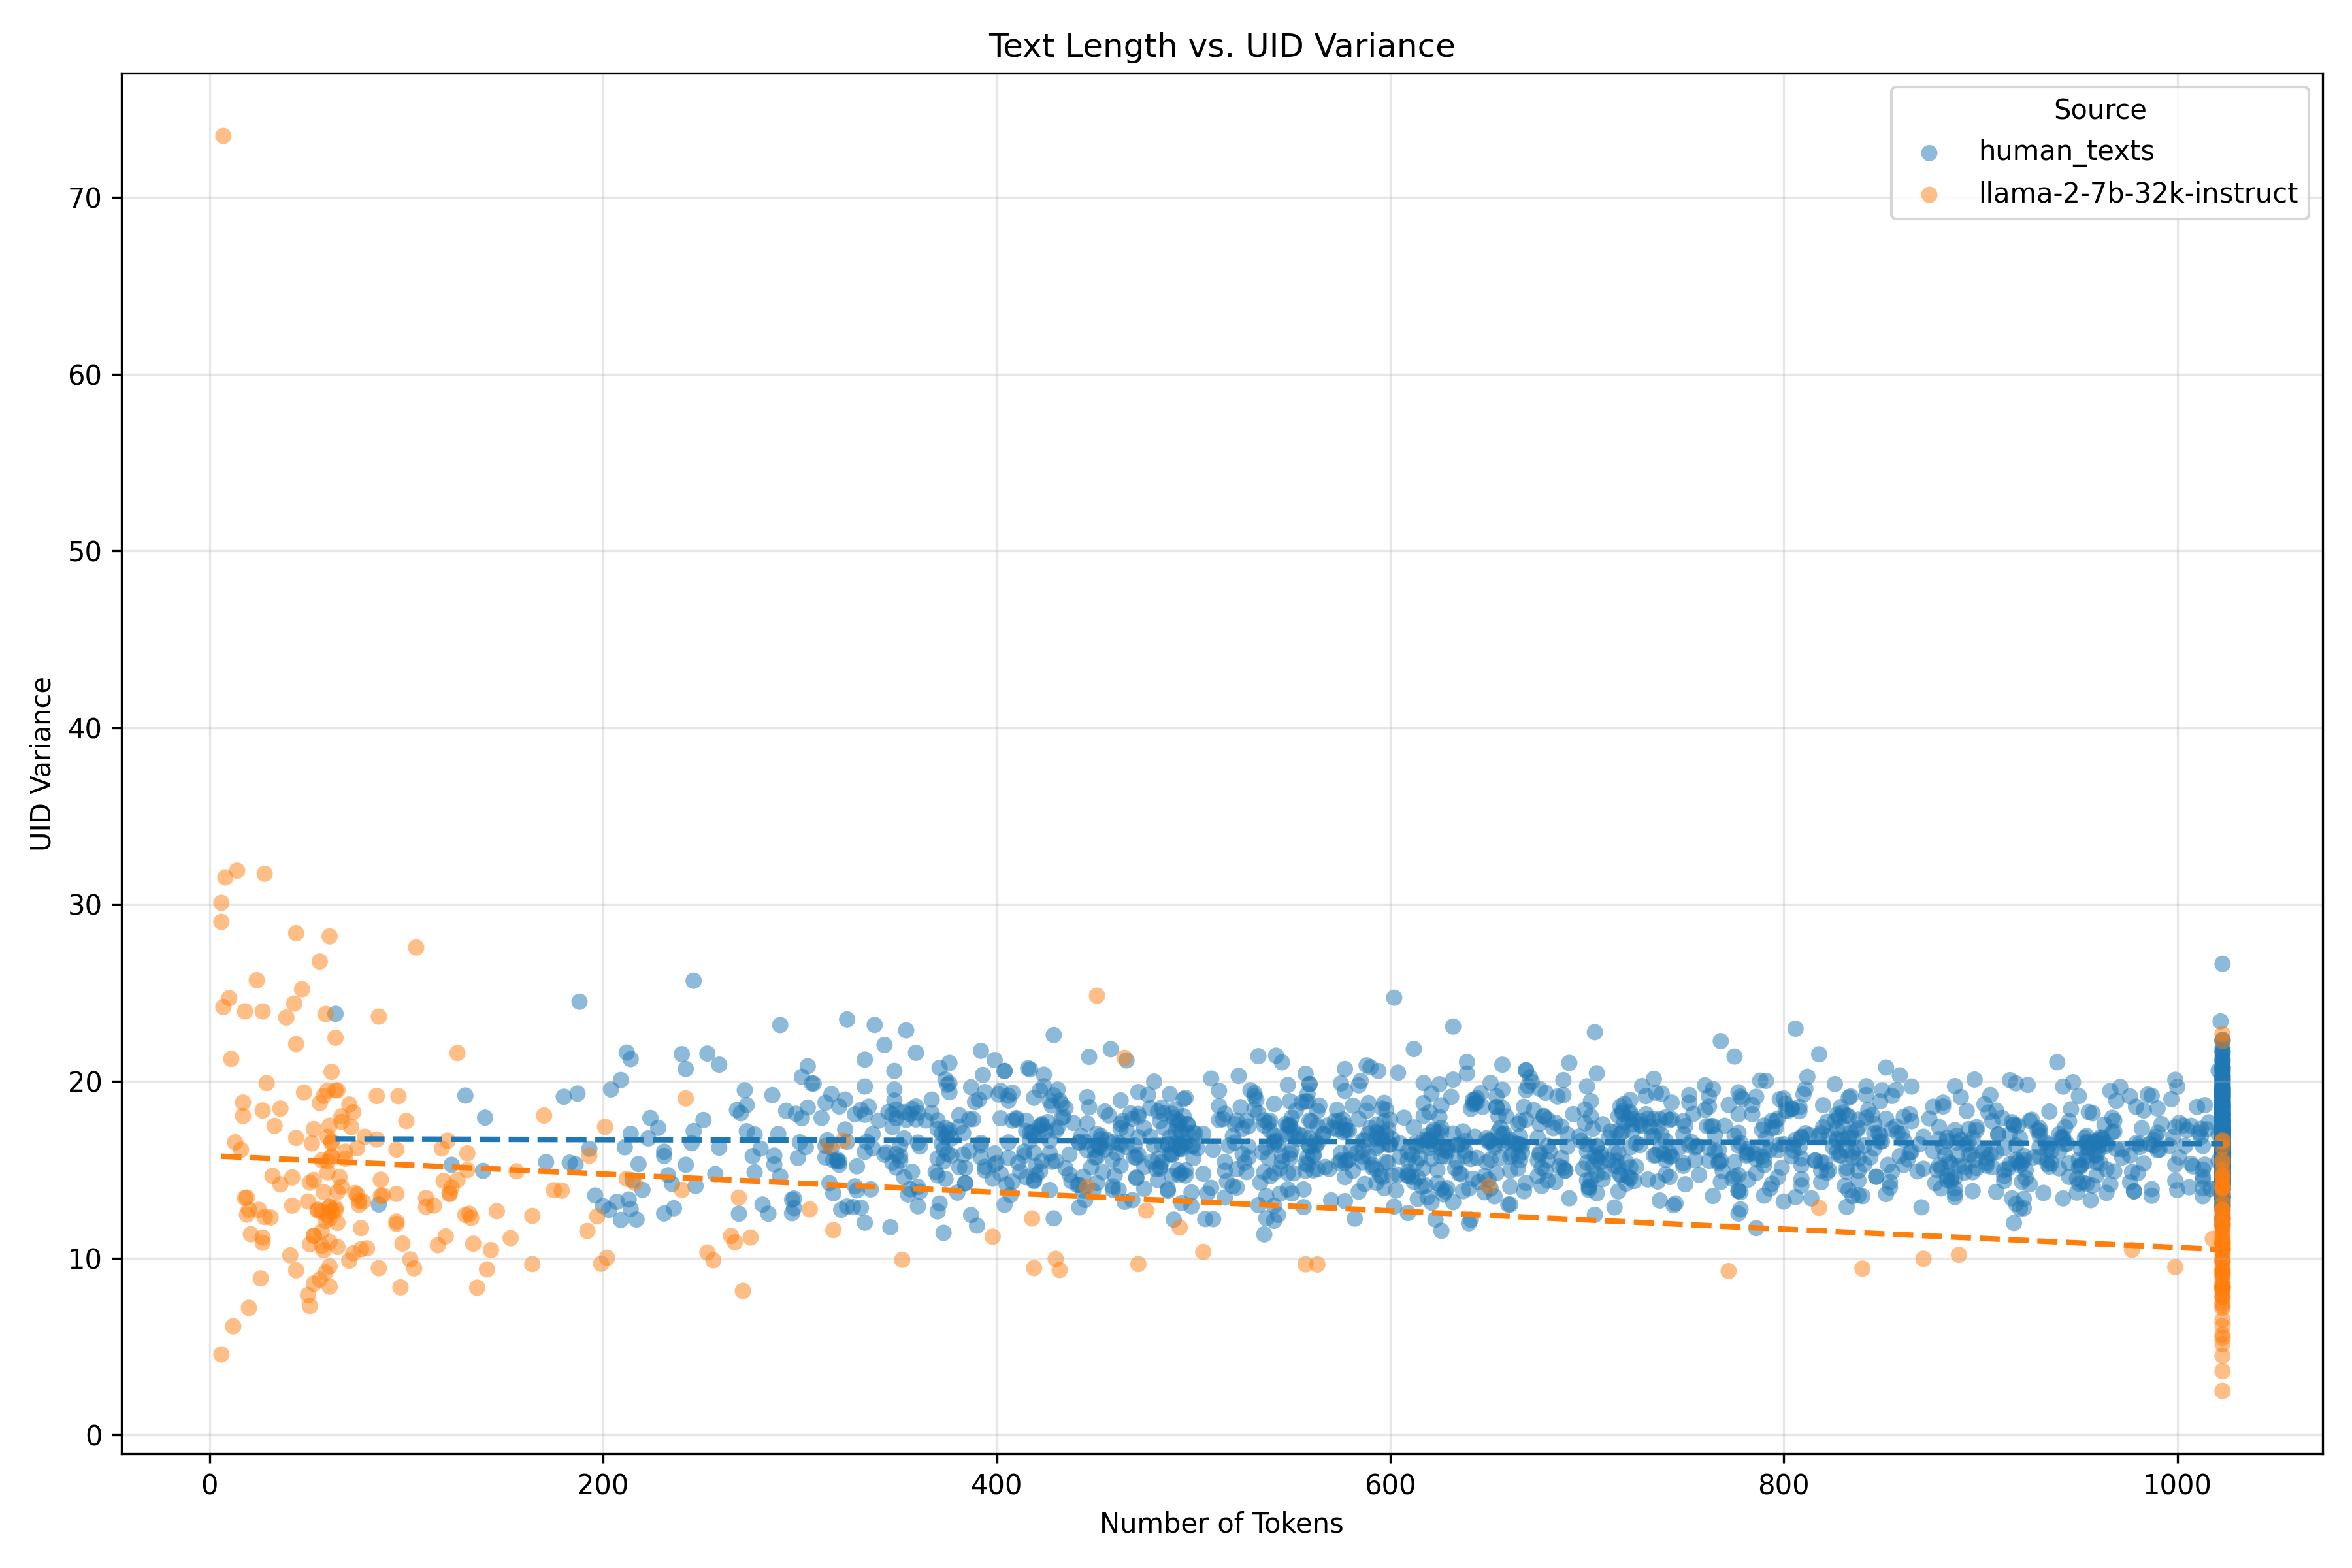 Text Length vs. UID Variance
Source
human_texts
llama-2-7b-32k-instruct
UID Variance
70
60
50
40
30
20
10
0
0 200 400 600 800 1000
Number of Tokens